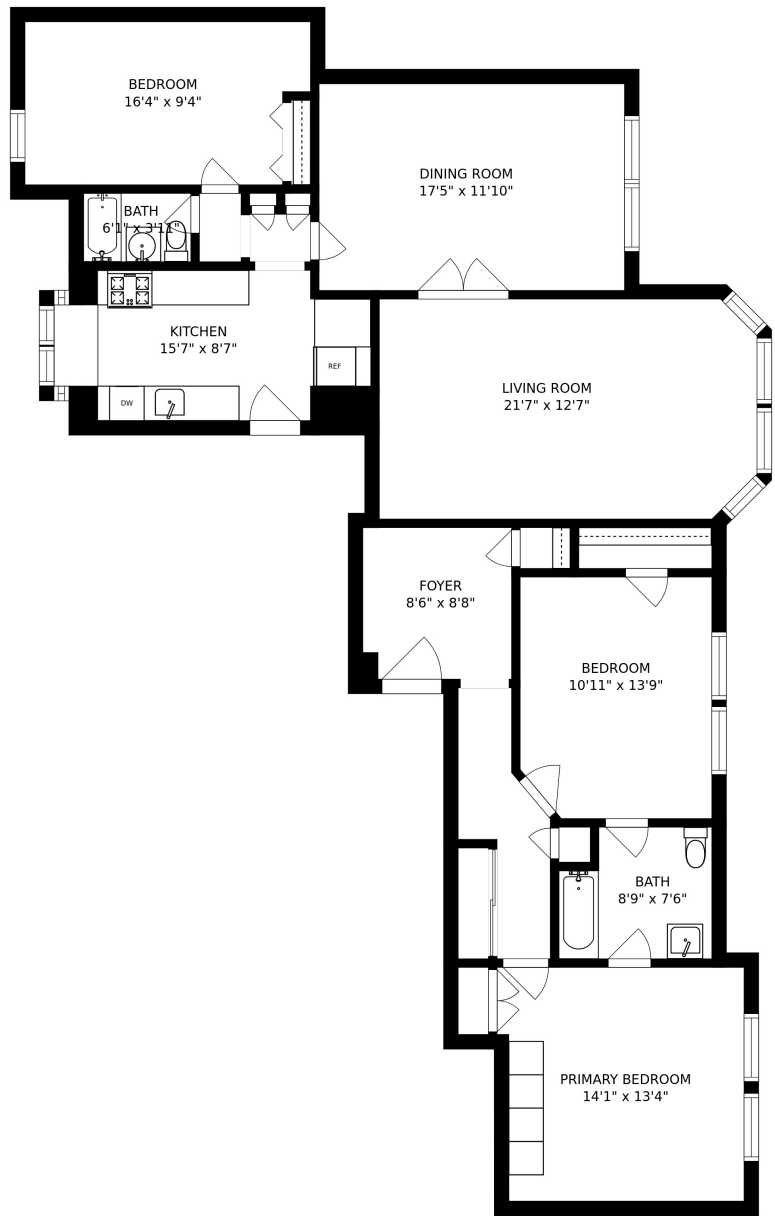 BEDROOM
16'4" x 9'4"
DINING ROOM
17'5" x 11'10"
BATH
6'1" x 3'11"
KITCHEN
15'7" x 8'7"
REF
DW
LIVING ROOM
21'7" x 12'7"
FOYER
8'6" x 8'8"
BEDROOM
10'11" x 13'9"
BATH
8'9" x 7'6"
PRIMARY BEDROOM
14'1" x 13'4"